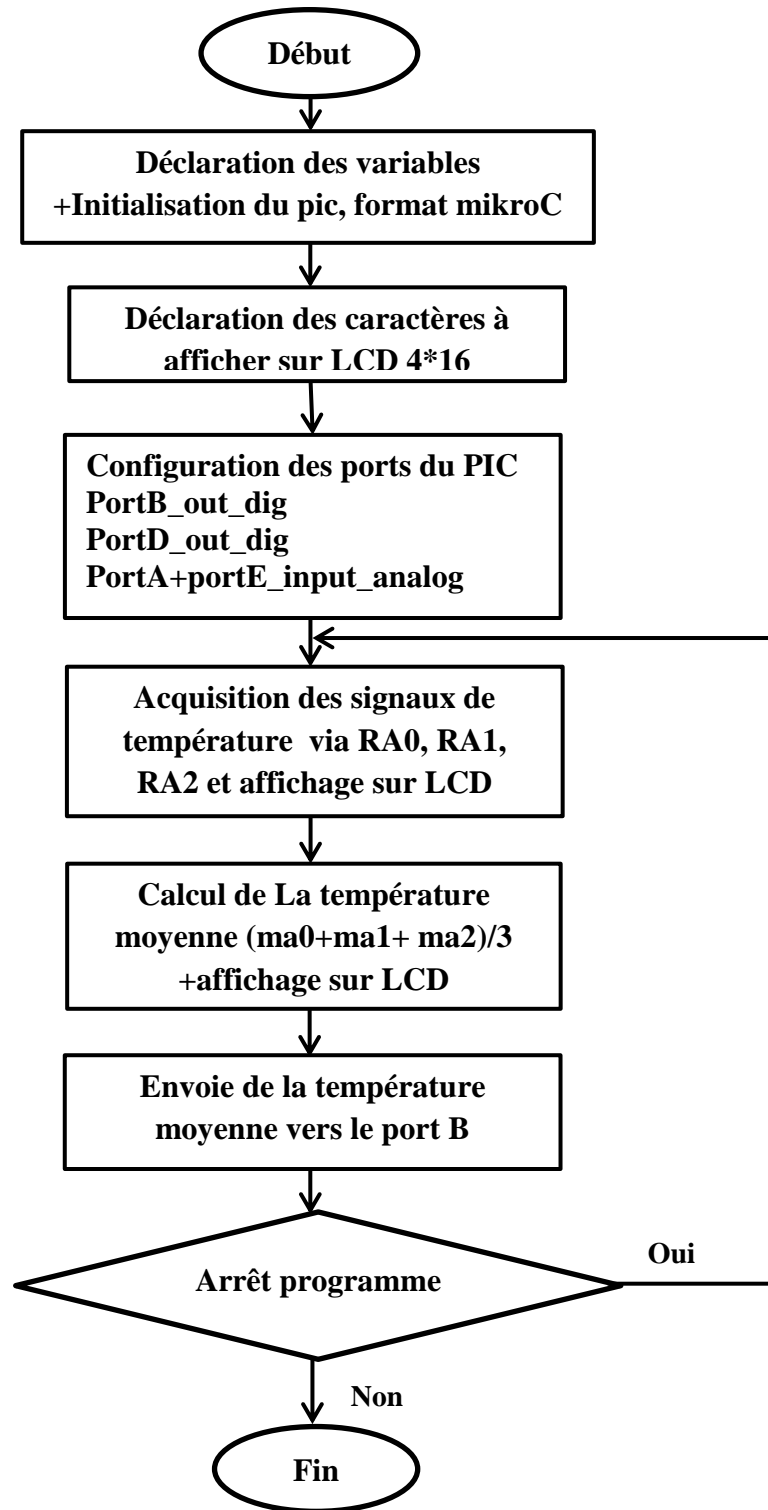 Début
Déclaration des variables
+Initialisation du pic, format mikroC
Déclaration des caractères à
afficher sur LCD 4*16
Configuration des ports du PIC
PortB_out_dig
PortD_out_dig
PortA+portE_input_analog
Acquisition des signaux de
température via RA0, RA1,
RA2 et affichage sur LCD
Calcul de La température
moyenne (ma0+ma1+ ma2)/3
+affichage sur LCD
Envoie de la température
moyenne vers le port B
Arrêt programme
Oui
Non
Fin